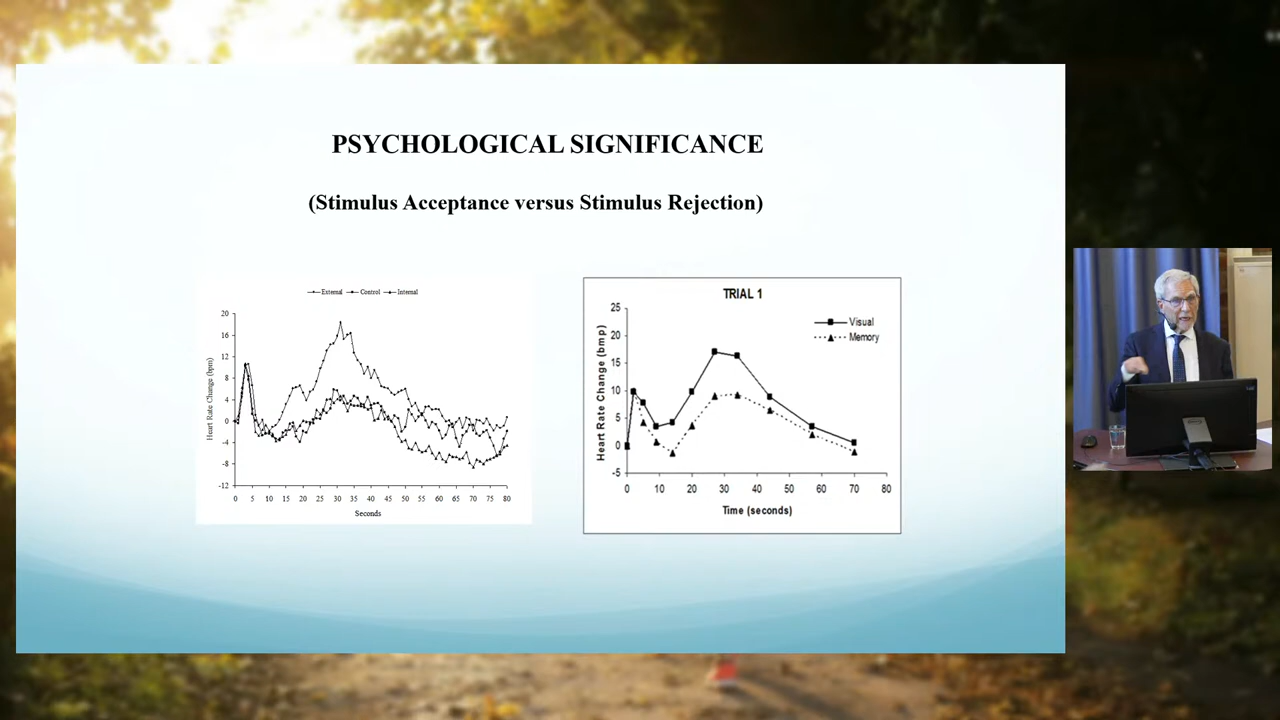 PSYCHOLOGICAL SIGNIFICANCE
(Stimulus Acceptance versus Stimulus Rejection)
External Control Internal
Heart Rate Change (bpm)
20
16
12
8
4
0
-4
-8
-12
0 5 10 15 20 25 30 35 40 45 50 55 60 65 70 75 80
Seconds
TRIAL 1
Visual
Memory
Heart Rate Change (bmp)
25
20
15
10
5
0
-5
0 10 20 30 40 50 60 70 80
Time (seconds)